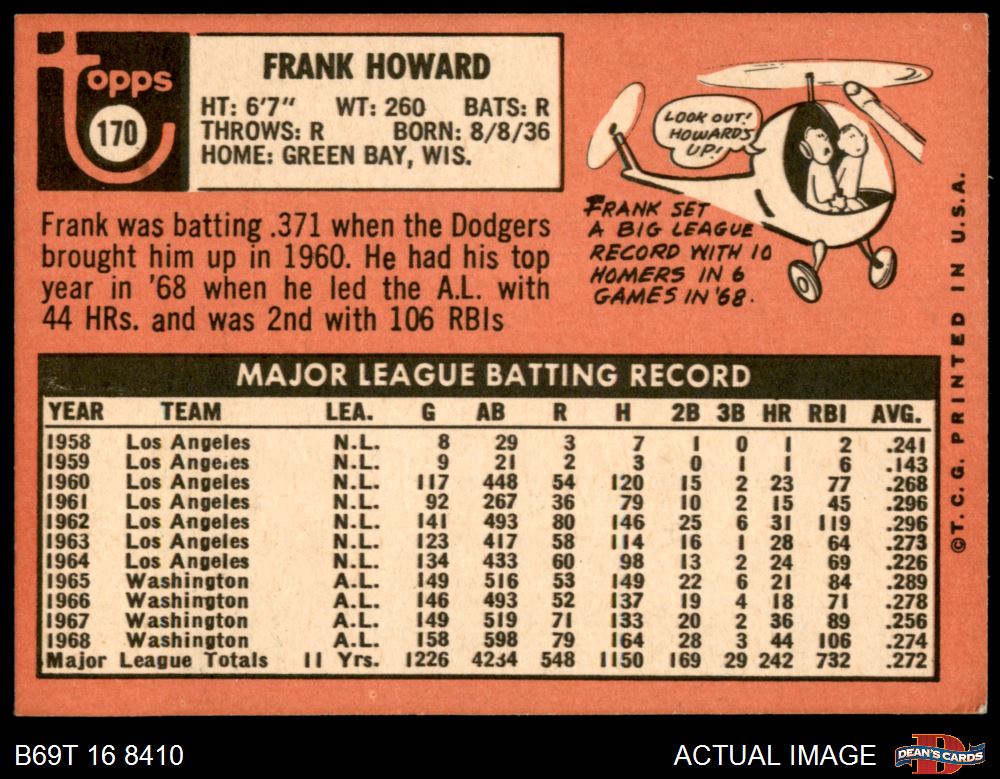 topps
170
FRANK HOWARD
HT: 6'7" WT: 260 BATS: R
THROWS: R BORN: 8/8/36
HOME: GREEN BAY, WIS.
Frank was batting .371 when the Dodgers
brought him up in 1960. He had his top
year in '68 when he led the A.L. with
44 HRs. and was 2nd with 106 RBIs
LOOK OUT!
HOWARD'S
UP!
FRANK SET
A BIG LEAGUE
RECORD WITH 10
HOMERS IN 6
GAMES IN '68.
MAJOR LEAGUE BATTING RECORD
YEAR TEAM LEA. G AB R H 2B 3B HR RBI AVG.
1958 Los Angeles N.L. 8 29 3 7 1 0 1 2 .241
1959 Los Angeles N.L. 9 21 2 3 0 1 1 6 .143
1960 Los Angeles N.L. 117 448 54 120 15 2 23 77 .268
1961 Los Angeles N.L. 92 267 36 79 10 2 15 45 .296
1962 Los Angeles N.L. 141 493 80 146 25 6 31 119 .296
1963 Los Angeles N.L. 123 417 58 114 16 1 28 64 .273
1964 Los Angeles N.L. 134 433 60 98 13 2 24 69 .226
1965 Washington A.L. 149 516 53 149 22 6 21 84 .289
1966 Washington A.L. 146 493 52 137 19 4 18 71 .278
1967 Washington A.L. 149 519 71 133 20 2 36 89 .256
1968 Washington A.L. 158 598 79 164 28 3 44 106 .274
Major League Totals 11 Yrs. 1226 4234 548 1150 169 29 242 732 .272
©T.C.G. PRINTED IN U.S.A.
B69T 16 8410
ACTUAL IMAGE
DEAN'S CARDS